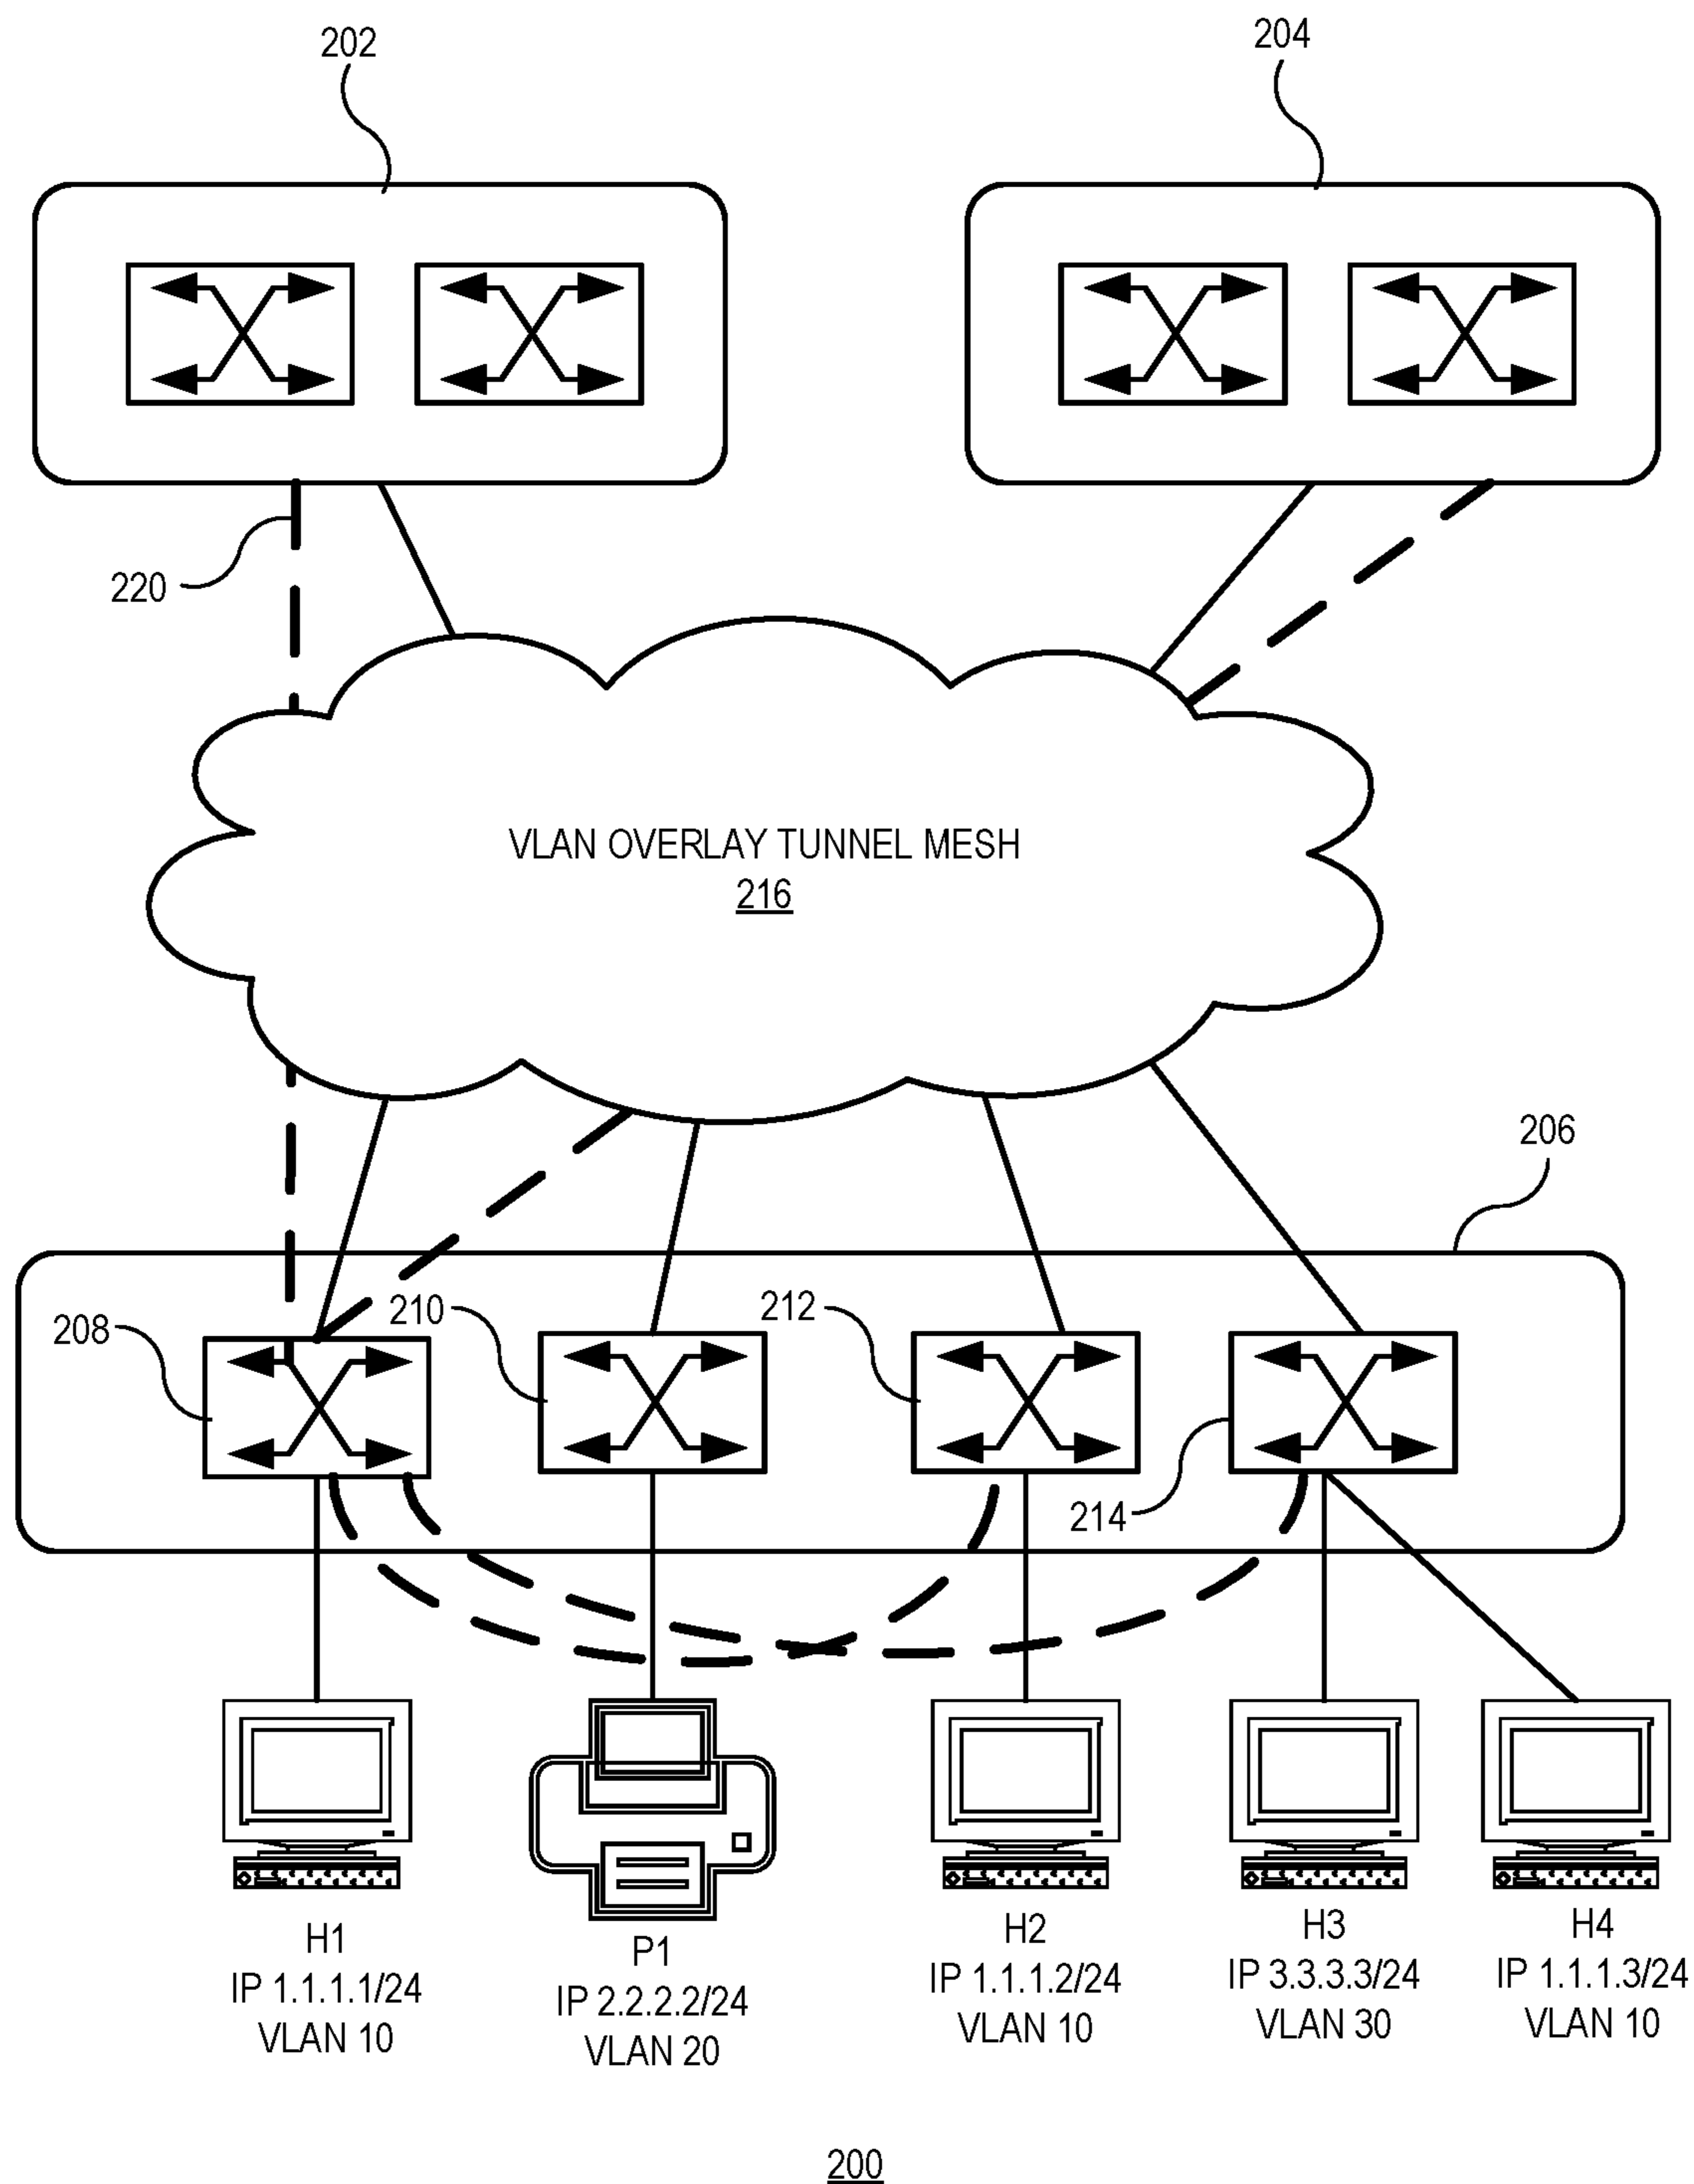 202
204
220
VLAN OVERLAY TUNNEL MESH
216
206
208
210
212
214
H1
IP 1.1.1.1/24
VLAN 10
P1
IP 2.2.2.2/24
VLAN 20
H2
IP 1.1.1.2/24
VLAN 10
H3
IP 3.3.3.3/24
VLAN 30
H4
IP 1.1.1.3/24
VLAN 10
200